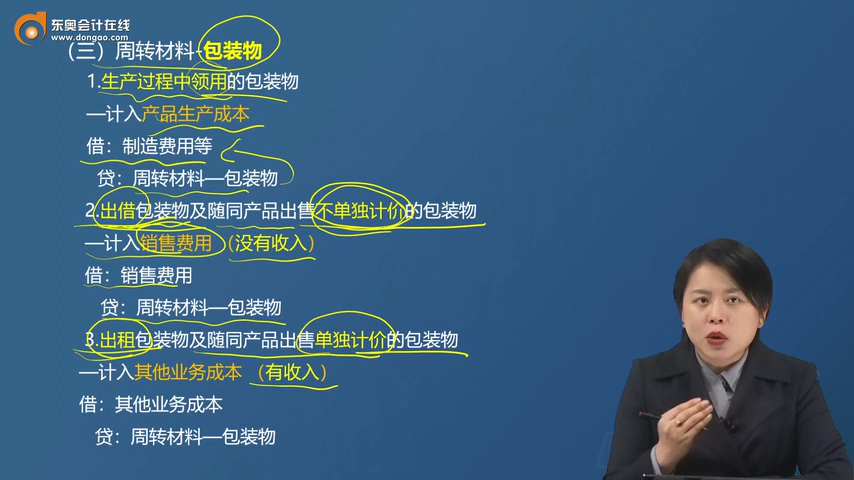 东奥会计在线
www.dongao.com
（三）周转材料-包装物
1.生产过程中领用的包装物
—计入产品生产成本
借：制造费用等
贷：周转材料—包装物
2.出借包装物及随同产品出售不单独计价的包装物
—计入销售费用（没有收入）
借：销售费用
贷：周转材料—包装物
3.出租包装物及随同产品出售单独计价的包装物
—计入其他业务成本（有收入）
借：其他业务成本
贷：周转材料—包装物